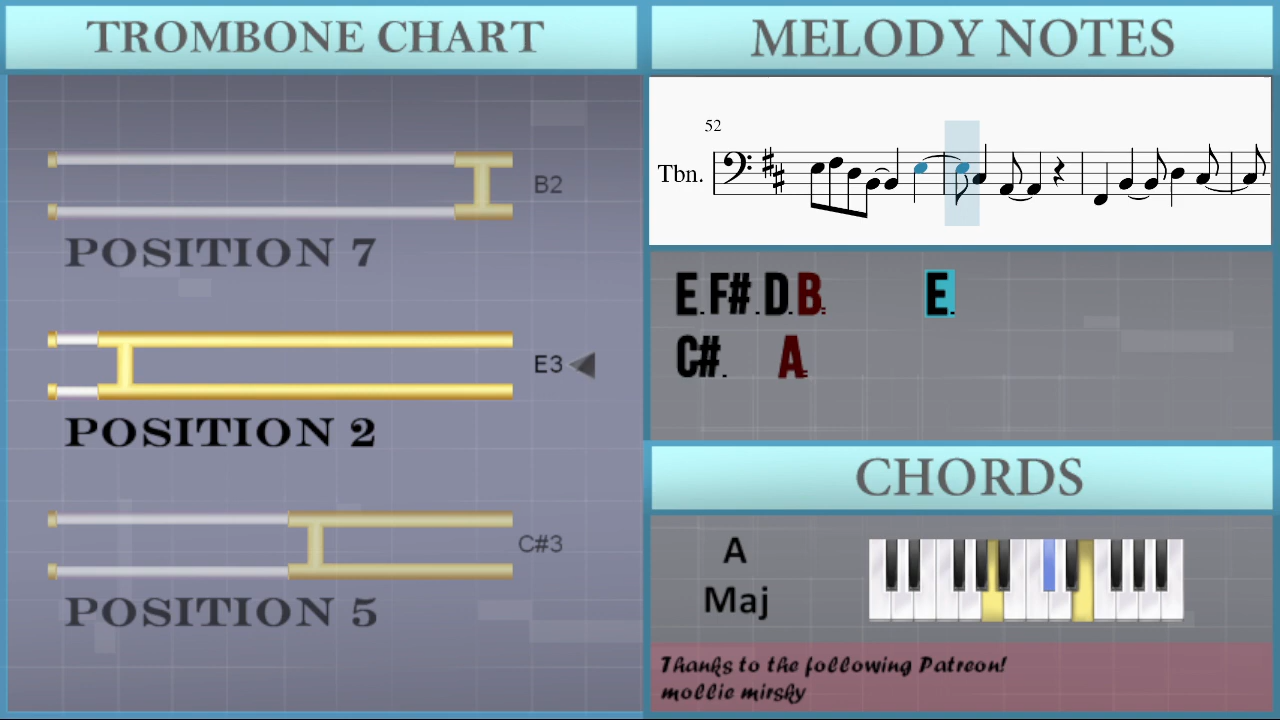 TROMBONE CHART
B2
POSITION 7
E3
POSITION 2
C#3
POSITION 5
MELODY NOTES
52
Tbn.
E. F#. D. B. E.
C#. A.
CHORDS
A
Maj
Thanks to the following Patreon!
mollie mirsky